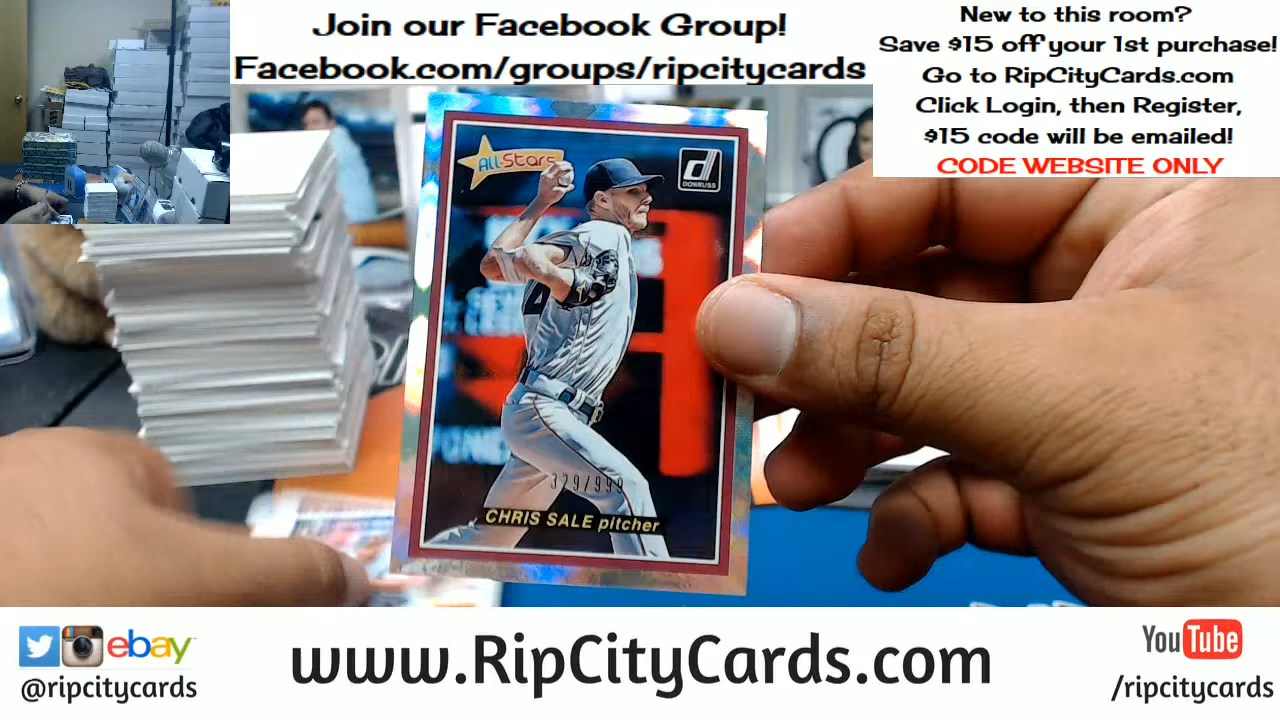 Join our Facebook Group!
Facebook.com/groups/ripcitycards
New to this room?
Save $15 off your 1st purchase!
Go to RipCityCards.com
Click Login, then Register,
$15 code will be emailed!
CODE WEBSITE ONLY
All-Stars
d
DONRUSS
329/999
CHRIS SALE pitcher
ebay
@ripcitycards
www.RipCityCards.com
YouTube
/ripcitycards